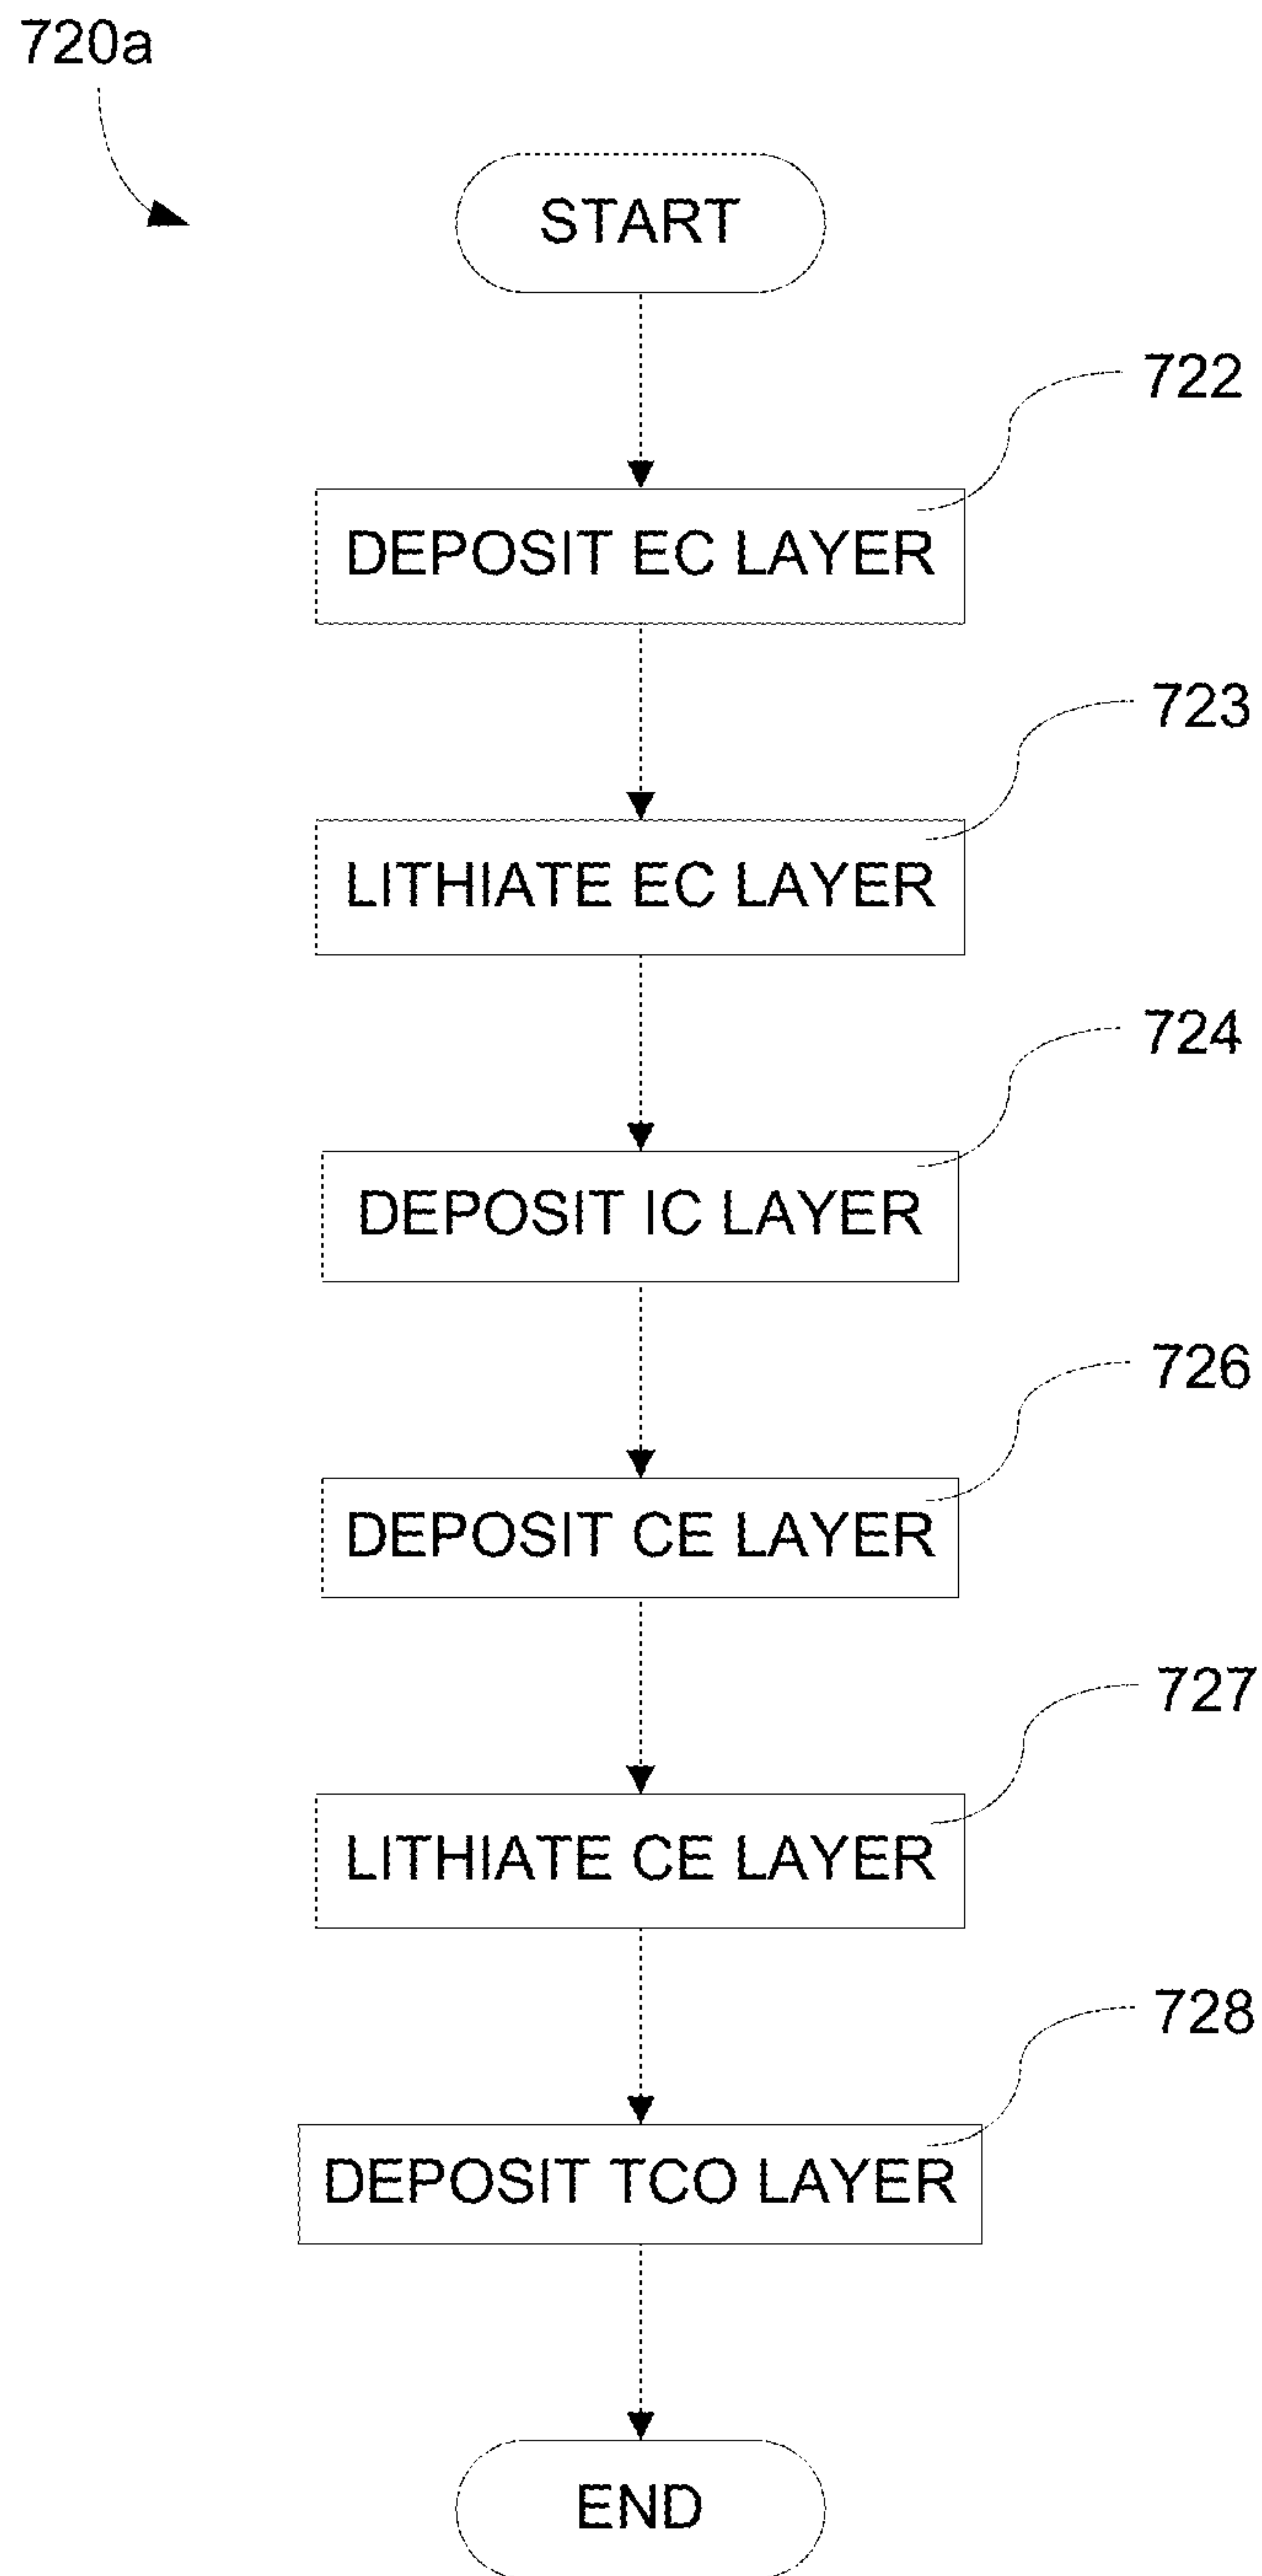 720a
START
722
DEPOSIT EC LAYER
723
LITHIATE EC LAYER
724
DEPOSIT IC LAYER
726
DEPOSIT CE LAYER
727
LITHIATE CE LAYER
728
DEPOSIT TCO LAYER
END